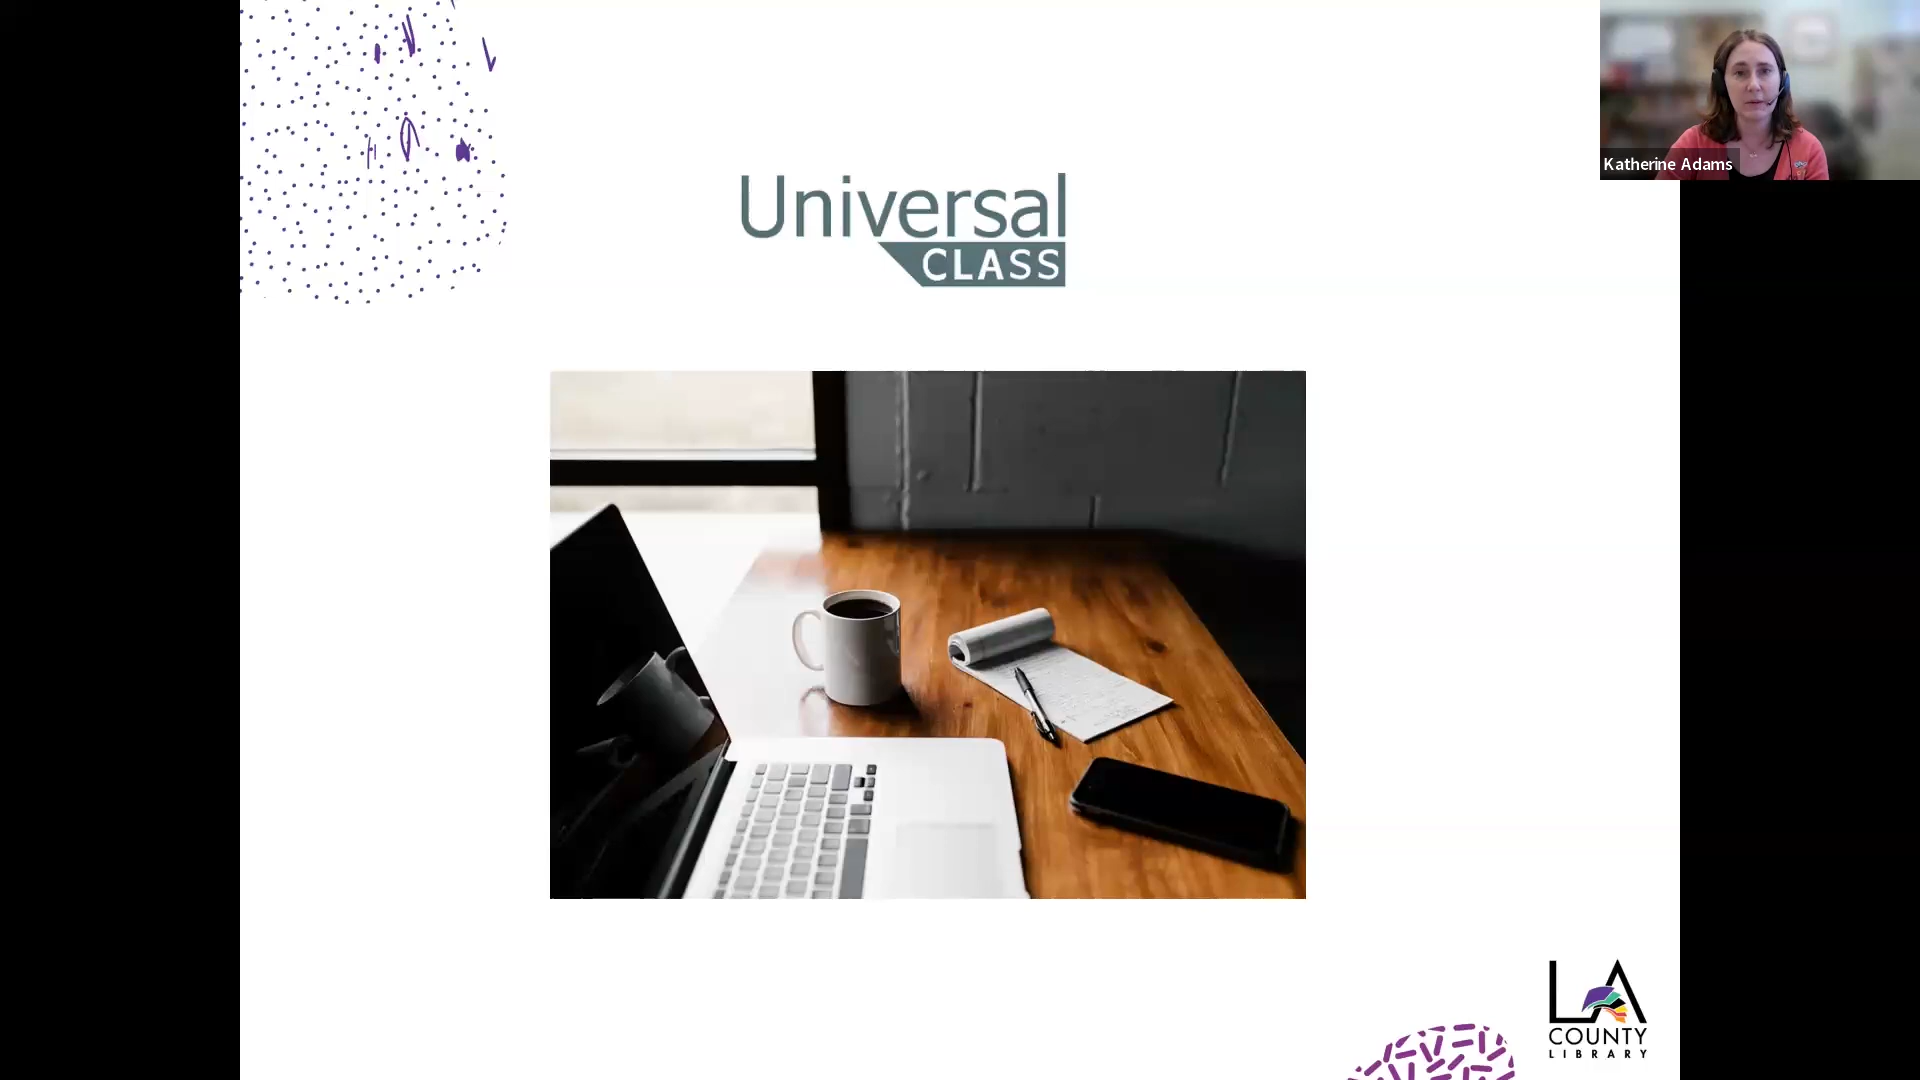 Universal
CLASS
Katherine Adams
LA
COUNTY
LIBRARY